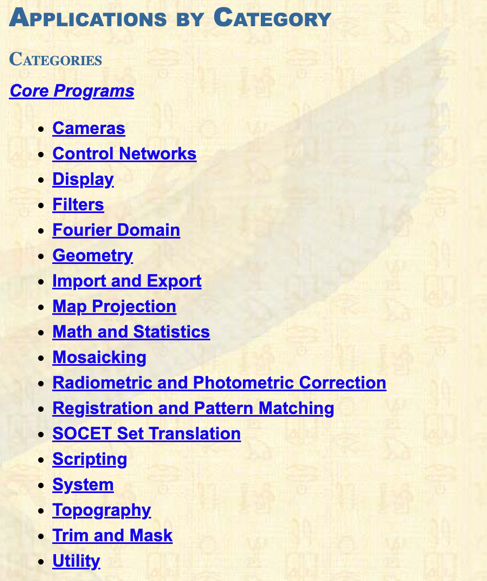 Applications by Category
Categories
Core Programs
Cameras
Control Networks
Display
Filters
Fourier Domain
Geometry
Import and Export
Map Projection
Math and Statistics
Mosaicking
Radiometric and Photometric Correction
Registration and Pattern Matching
SOCET Set Translation
Scripting
System
Topography
Trim and Mask
Utility